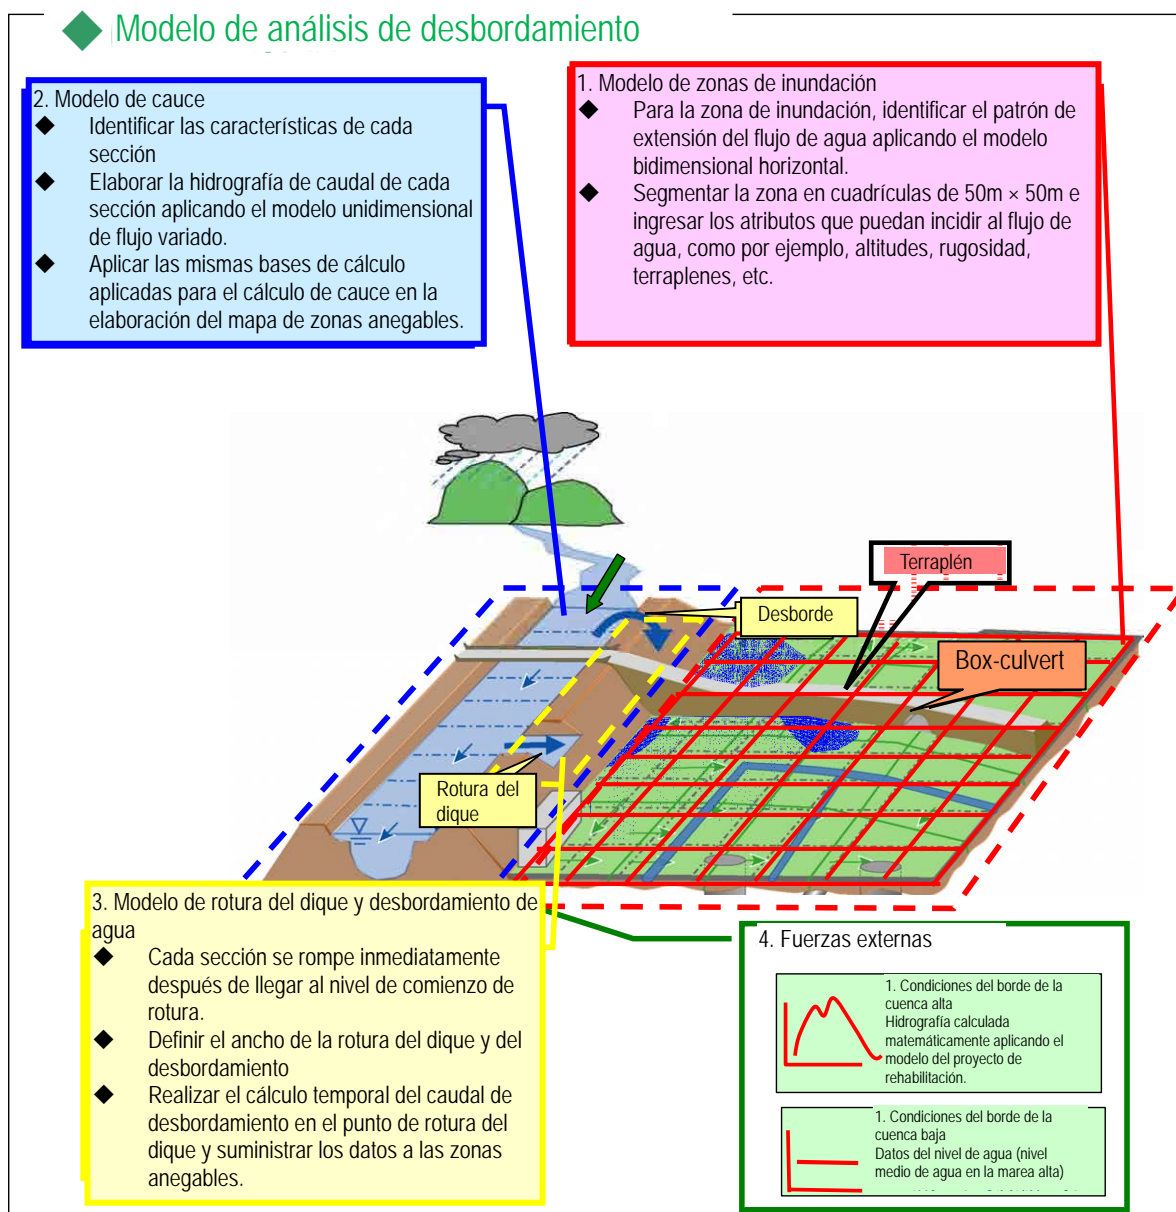 Modelo de análisis de desbordamiento
2. Modelo de cauce
◆ Identificar las características de cada
sección
◆ Elaborar la hidrografía de caudal de cada
sección aplicando el modelo unidimensional
de flujo variado.
◆ Aplicar las mismas bases de cálculo
aplicadas para el cálculo de cauce en la
elaboración del mapa de zonas anegables.
1. Modelo de zonas de inundación
◆ Para la zona de inundación, identificar el patrón de
extensión del flujo de agua aplicando el modelo
bidimensional horizontal.
◆ Segmentar la zona en cuadrículas de 50m × 50m e
ingresar los atributos que puedan incidir al flujo de
agua, como por ejemplo, altitudes, rugosidad,
terraplenes, etc.
Terraplén
Desborde
Box-culvert
Rotura del
dique
3. Modelo de rotura del dique y desbordamiento de
agua
◆ Cada sección se rompe inmediatamente
después de llegar al nivel de comienzo de
rotura.
◆ Definir el ancho de la rotura del dique y del
desbordamiento
◆ Realizar el cálculo temporal del caudal de
desbordamiento en el punto de rotura del
dique y suministrar los datos a las zonas
anegables.
4. Fuerzas externas
1. Condiciones del borde de la
cuenca alta
Hidrografía calculada
matemáticamente aplicando el
modelo del proyecto de
rehabilitación.
1. Condiciones del borde de la
cuenca baja
Datos del nivel de agua (nivel
medio de agua en la marea alta)